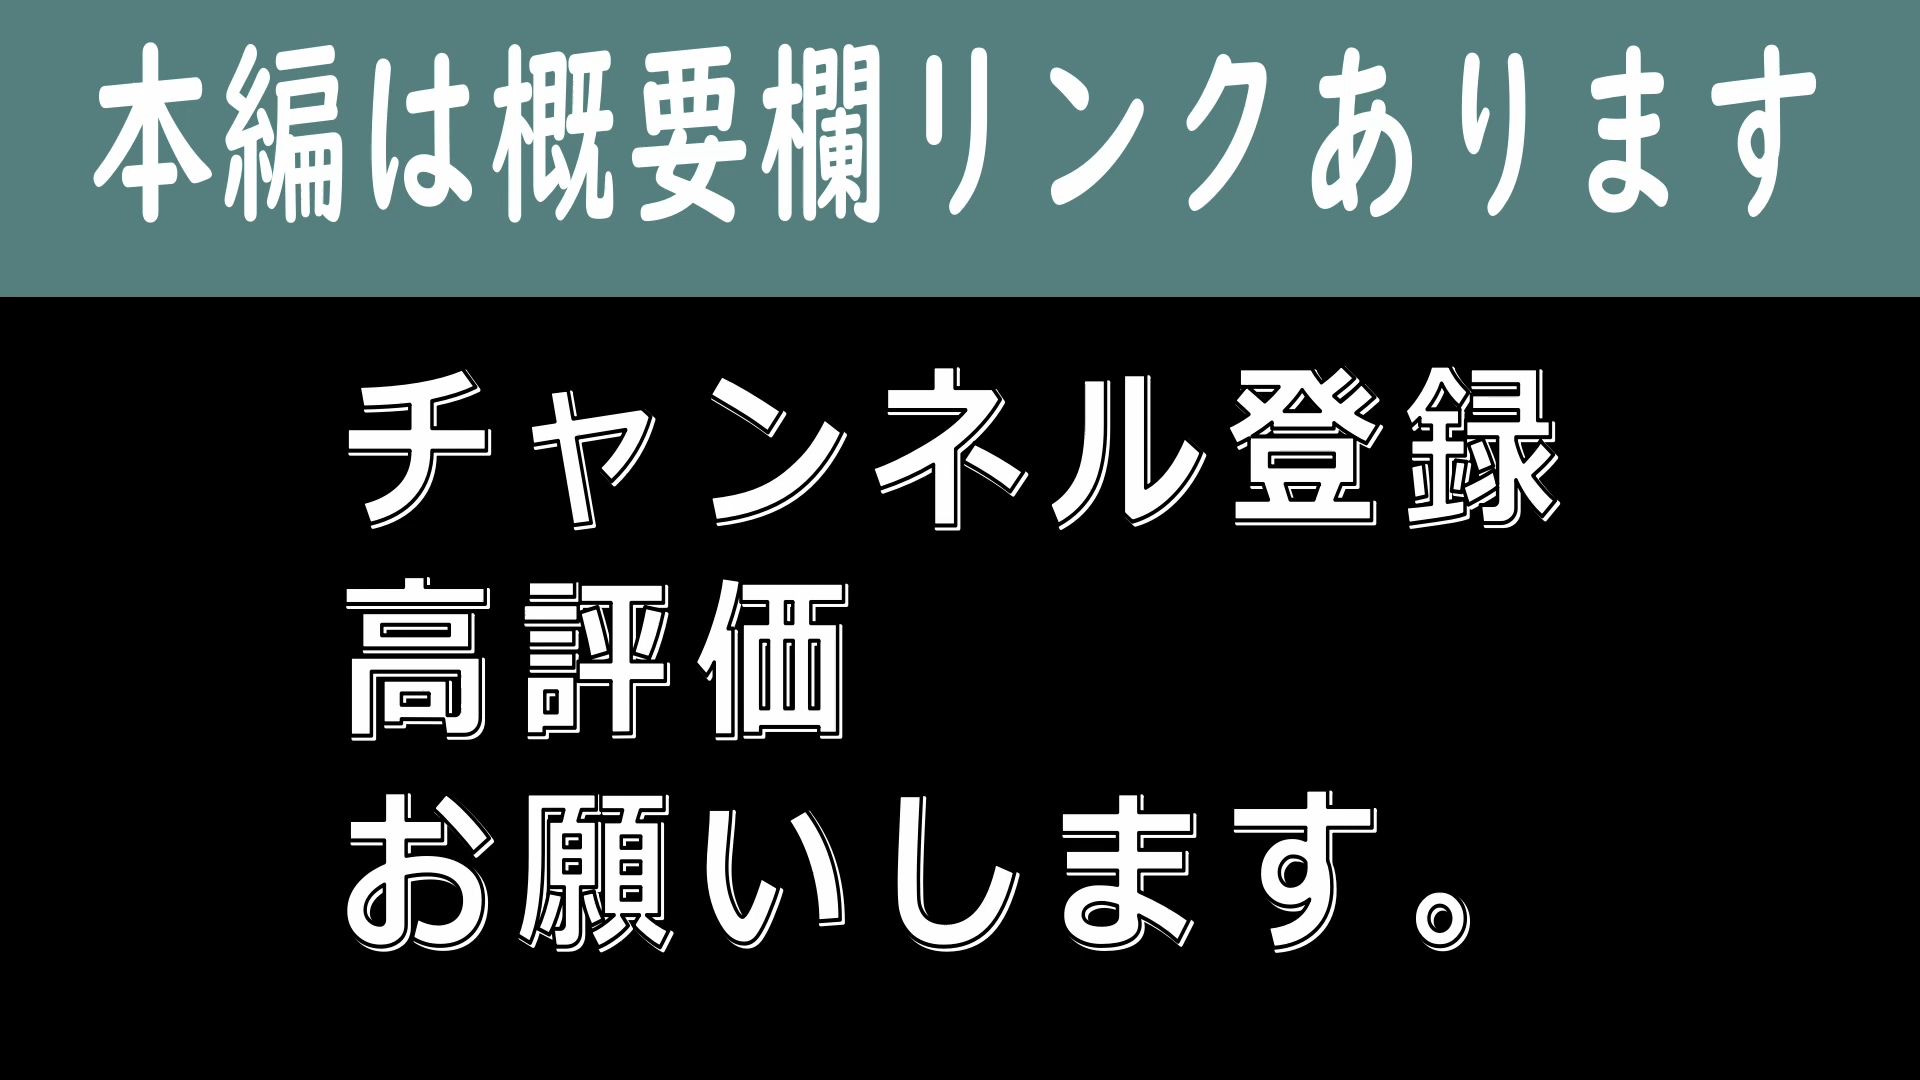 本編は概要欄リンクあります
チャンネル登録
高評価
お願いします。